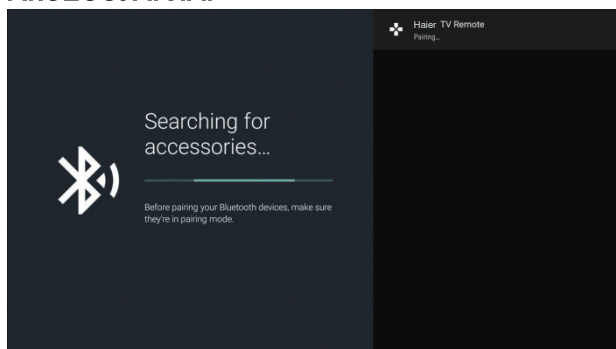 Haier TV Remote
Pairing...
Searching for
accessories...
Before pairing your Bluetooth devices, make sure
they're in pairing mode.